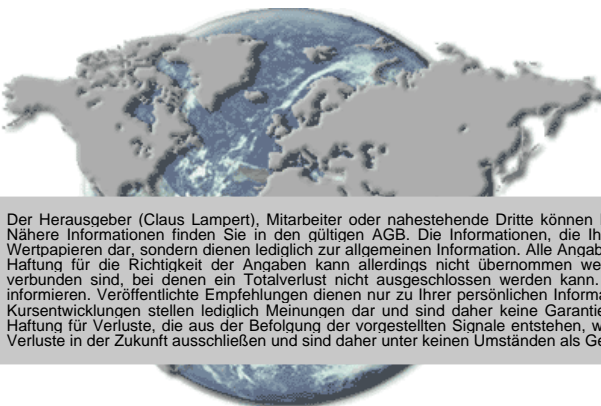 Der Herausgeber (Claus Lampert), Mitarbeiter oder nahestehende Dritte können
Nähere Informationen finden Sie in den gültigen AGB. Die Informationen, die Ih
Wertpapieren dar, sondern dienen lediglich zur allgemeinen Information. Alle Angab
Haftung für die Richtigkeit der Angaben kann allerdings nicht übernommen we
verbunden sind, bei denen ein Totalverlust nicht ausgeschlossen werden kann.
informieren. Veröffentlichte Empfehlungen dienen nur zu Ihrer persönlichen Informa
Kursentwicklungen stellen lediglich Meinungen dar und sind daher keine Garantie
Haftung für Verluste, die aus der Befolgung der vorgestellten Signale entstehen, w
Verluste in der Zukunft ausschließen und sind daher unter keinen Umständen als Ge